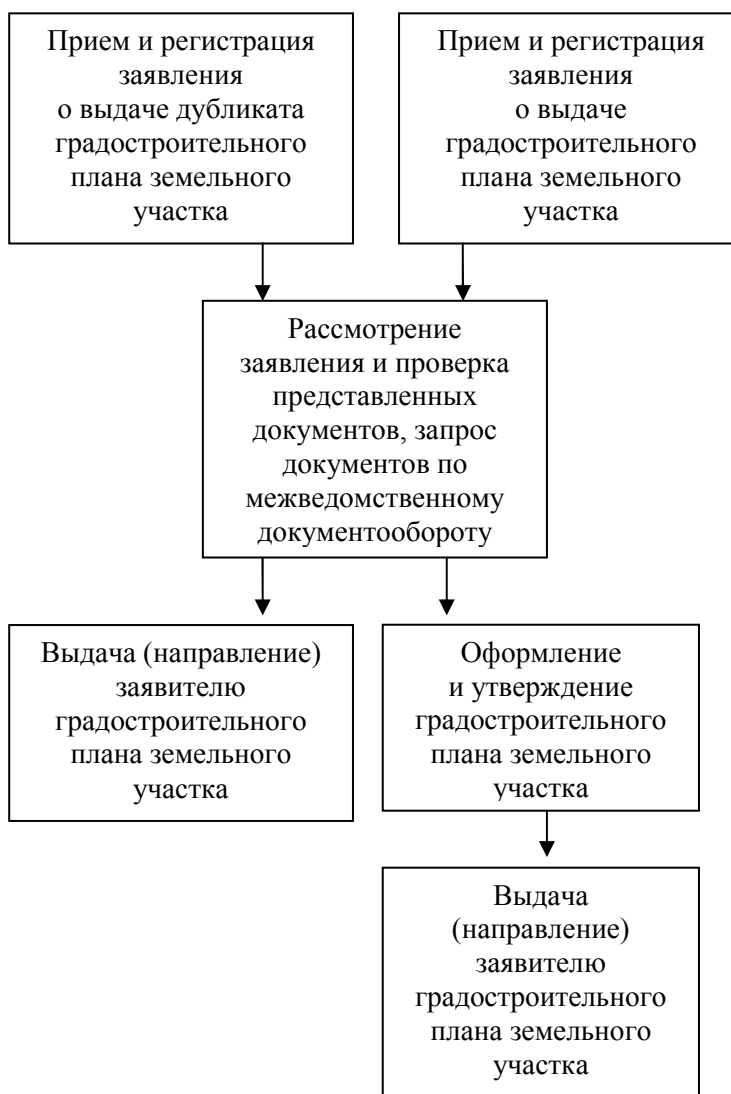 Прием и регистрация
заявления
о выдаче дубликата
градостроительного
плана земельного
участка
Прием и регистрация
заявления
о выдаче
градостроительного
плана земельного
участка
Рассмотрение
заявления и проверка
представленных
документов, запрос
документов по
межведомственному
документообороту
Выдача (направление)
заявителю
градостроительного
плана земельного
участка
Оформление
и утверждение
градостроительного
плана земельного
участка
Выдача
(направление)
заявителю
градостроительного
плана земельного
участка